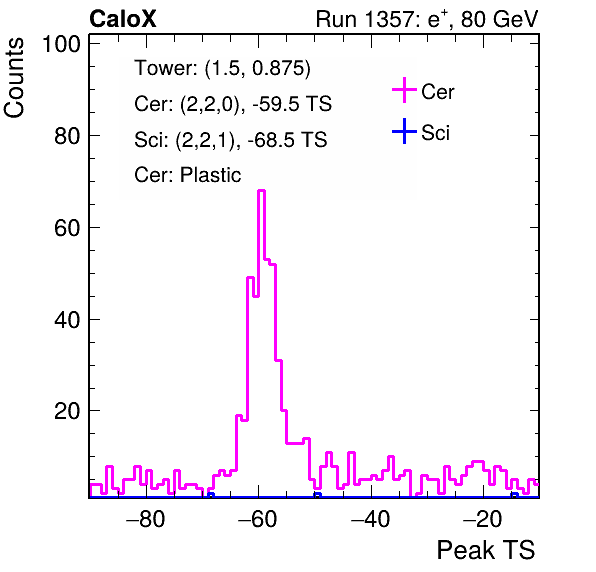 CaloX Run 1357: e+, 80 GeV
Counts
100
80
60
40
20
Tower: (1.5, 0.875)
Cer: (2,2,0), -59.5 TS
Sci: (2,2,1), -68.5 TS
Cer: Plastic
Cer
Sci
−80 −60 −40 −20
Peak TS